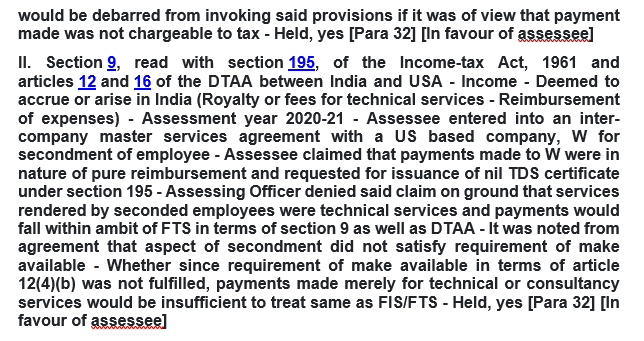 would be debarred from invoking said provisions if it was of view that payment
made was not chargeable to tax - Held, yes [Para 32] [In favour of assessee]
II. Section 9, read with section 195, of the Income-tax Act, 1961 and
articles 12 and 16 of the DTAA between India and USA - Income - Deemed to
accrue or arise in India (Royalty or fees for technical services - Reimbursement
of expenses) - Assessment year 2020-21 - Assessee entered into an inter-
company master services agreement with a US based company, W for
secondment of employee - Assessee claimed that payments made to W were in
nature of pure reimbursement and requested for issuance of nil TDS certificate
under section 195 - Assessing Officer denied said claim on ground that services
rendered by seconded employees were technical services and payments would
fall within ambit of FTS in terms of section 9 as well as DTAA - It was noted from
agreement that aspect of secondment did not satisfy requirement of make
available - Whether since requirement of make available in terms of article
12(4)(b) was not fulfilled, payments made merely for technical or consultancy
services would be insufficient to treat same as FIS/FTS - Held, yes [Para 32] [In
favour of assessee]